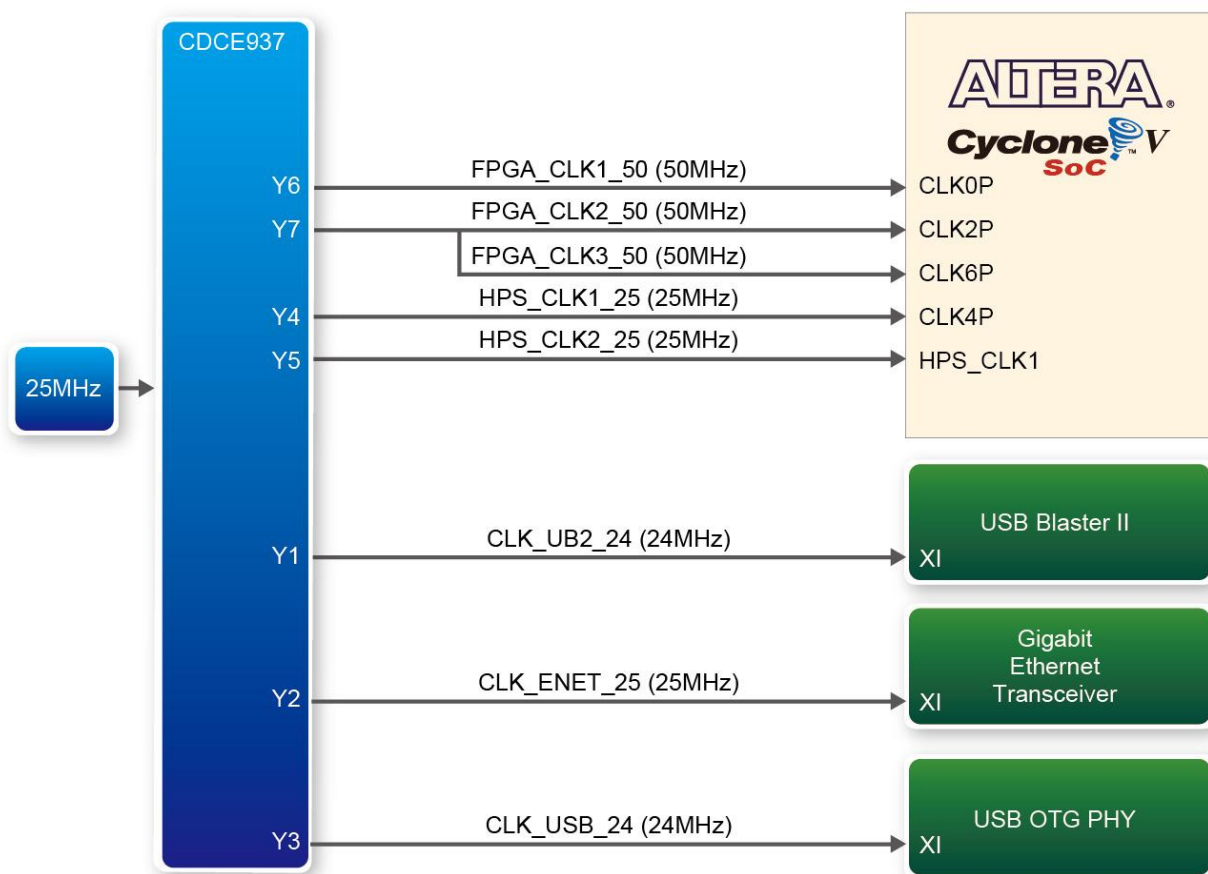 CDCE937
ALTERA®
Cyclone™ V
SoC
Y6
FPGA_CLK1_50 (50MHz)
CLK0P
Y7
FPGA_CLK2_50 (50MHz)
CLK2P
FPGA_CLK3_50 (50MHz)
CLK6P
Y4
HPS_CLK1_25 (25MHz)
CLK4P
Y5
HPS_CLK2_25 (25MHz)
HPS_CLK1
25MHz
USB Blaster II
Y1
CLK_UB2_24 (24MHz)
XI
Gigabit
Ethernet
Transceiver
Y2
CLK_ENET_25 (25MHz)
XI
USB OTG PHY
Y3
CLK_USB_24 (24MHz)
XI